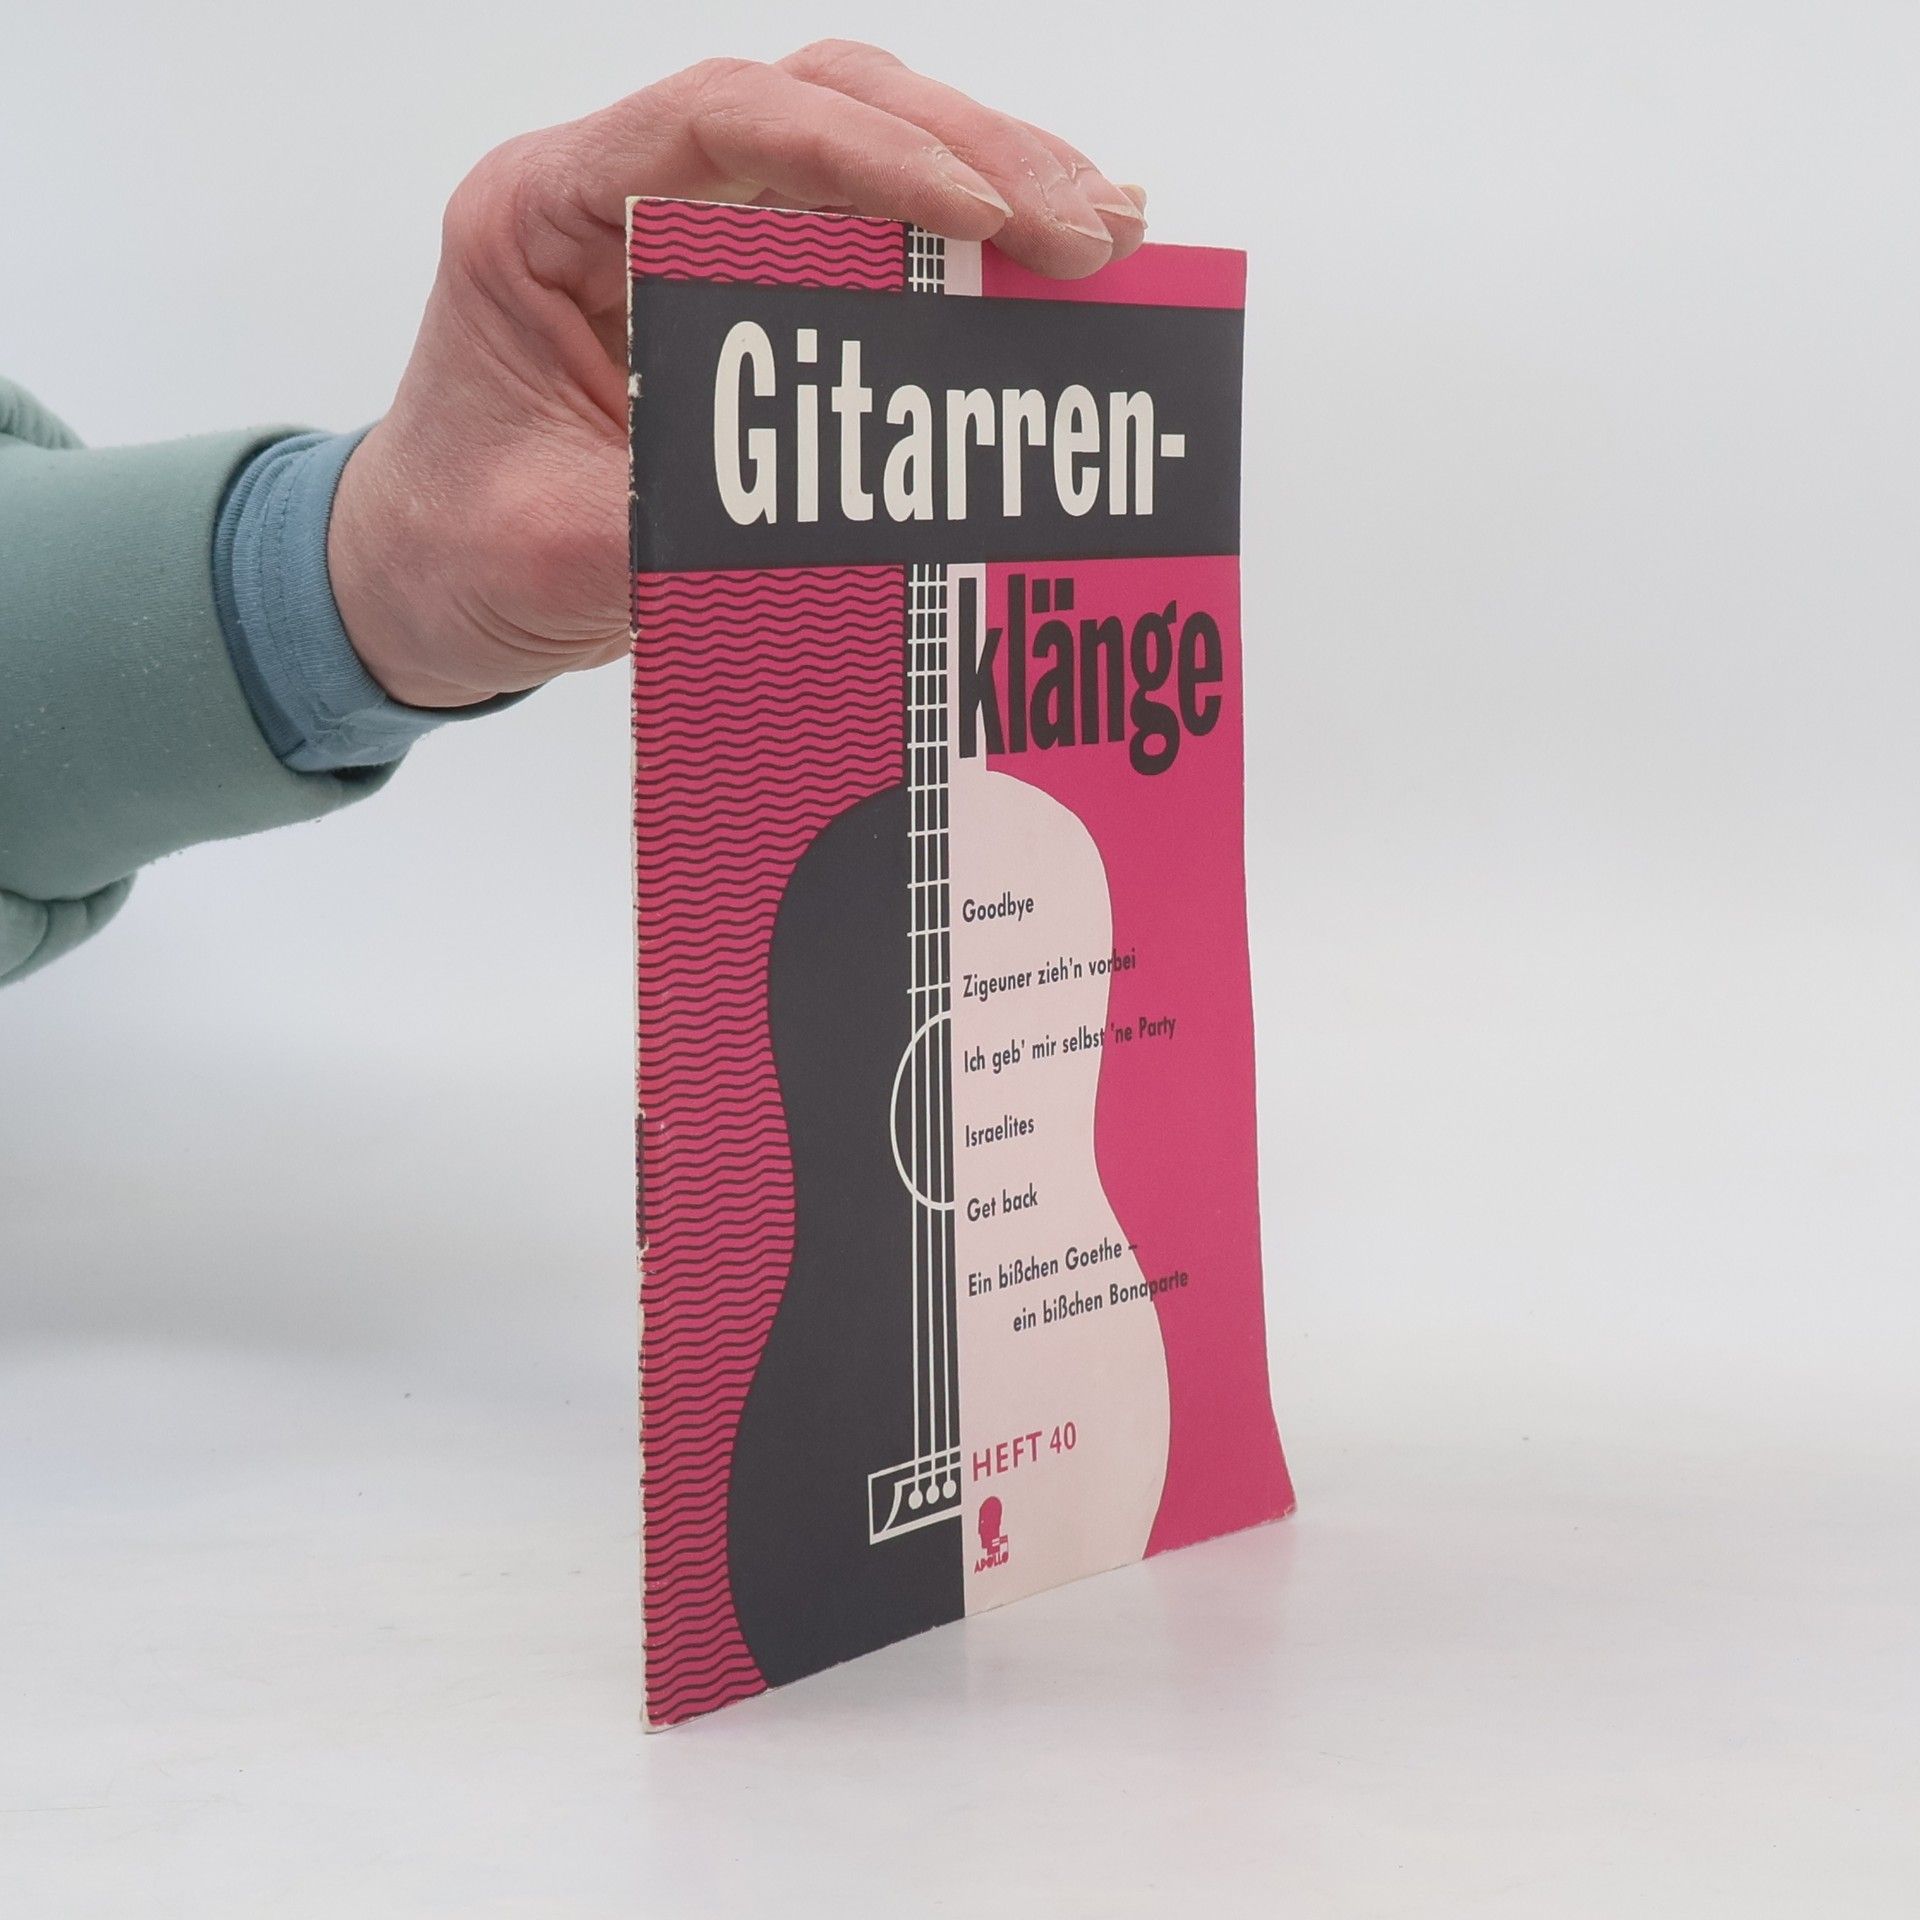 Gitarren-
klänge
Goodbye
Zigeuner zieh'n vorbei
Ich geb' mir selbst 'ne Party
Israelites
Get back
Ein bißchen Goethe –
ein bißchen Bonaparte
HEFT 40
APOLLO